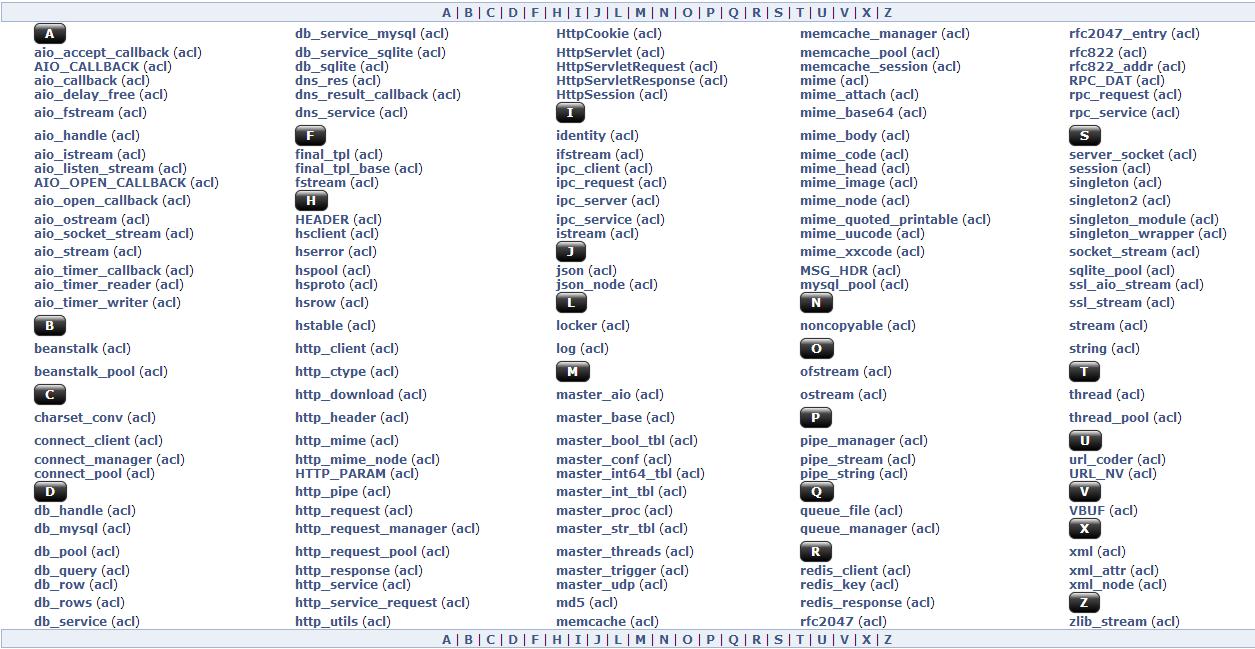 A | B | C | D | F | H | I | J | L | M | N | O | P | Q | R | S | T | U | V | X | Z
A
aio_accept_callback (acl)
AIO_CALLBACK (acl)
aio_callback (acl)
aio_delay_free (acl)
aio_fstream (acl)
aio_handle (acl)
aio_istream (acl)
aio_listen_stream (acl)
AIO_OPEN_CALLBACK (acl)
aio_open_callback (acl)
aio_ostream (acl)
aio_socket_stream (acl)
aio_stream (acl)
aio_timer_callback (acl)
aio_timer_reader (acl)
aio_timer_writer (acl)
B
beanstalk (acl)
beanstalk_pool (acl)
C
charset_conv (acl)
connect_client (acl)
connect_manager (acl)
connect_pool (acl)
D
db_handle (acl)
db_mysql (acl)
db_pool (acl)
db_query (acl)
db_row (acl)
db_rows (acl)
db_service (acl)
db_service_mysql (acl)
db_service_sqlite (acl)
db_sqlite (acl)
dns_res (acl)
dns_result_callback (acl)
dns_service (acl)
F
final_tpl (acl)
final_tpl_base (acl)
fstream (acl)
H
HEADER (acl)
hsclient (acl)
hserror (acl)
hspool (acl)
hsproto (acl)
hsrow (acl)
hstable (acl)
http_client (acl)
http_ctype (acl)
http_download (acl)
http_header (acl)
http_mime (acl)
http_mime_node (acl)
HTTP_PARAM (acl)
http_pipe (acl)
http_request (acl)
http_request_manager (acl)
http_request_pool (acl)
http_response (acl)
http_service (acl)
http_service_request (acl)
http_utils (acl)
HttpCookie (acl)
HttpServlet (acl)
HttpServletRequest (acl)
HttpServletResponse (acl)
HttpSession (acl)
I
identity (acl)
ifstream (acl)
ipc_client (acl)
ipc_request (acl)
ipc_server (acl)
ipc_service (acl)
istream (acl)
J
json (acl)
json_node (acl)
L
locker (acl)
log (acl)
M
master_aio (acl)
master_base (acl)
master_bool_tbl (acl)
master_conf (acl)
master_int64_tbl (acl)
master_int_tbl (acl)
master_proc (acl)
master_str_tbl (acl)
master_threads (acl)
master_trigger (acl)
master_udp (acl)
md5 (acl)
memcache (acl)
memcache_manager (acl)
memcache_pool (acl)
memcache_session (acl)
mime (acl)
mime_attach (acl)
mime_base64 (acl)
mime_body (acl)
mime_code (acl)
mime_head (acl)
mime_image (acl)
mime_node (acl)
mime_quoted_printable (acl)
mime_uucode (acl)
mime_xxcode (acl)
MSG_HDR (acl)
mysql_pool (acl)
N
noncopyable (acl)
O
ofstream (acl)
ostream (acl)
P
pipe_manager (acl)
pipe_stream (acl)
pipe_string (acl)
Q
queue_file (acl)
queue_manager (acl)
R
redis_client (acl)
redis_key (acl)
redis_response (acl)
rfc2047 (acl)
rfc2047_entry (acl)
rfc822 (acl)
rfc822_addr (acl)
RPC_DAT (acl)
rpc_request (acl)
rpc_service (acl)
S
server_socket (acl)
session (acl)
singleton (acl)
singleton2 (acl)
singleton_module (acl)
singleton_wrapper (acl)
socket_stream (acl)
sqlite_pool (acl)
ssl_aio_stream (acl)
ssl_stream (acl)
stream (acl)
string (acl)
T
thread (acl)
thread_pool (acl)
U
url_coder (acl)
URL_NV (acl)
V
VBUF (acl)
X
xml (acl)
xml_attr (acl)
xml_node (acl)
Z
zlib_stream (acl)
A | B | C | D | F | H | I | J | L | M | N | O | P | Q | R | S | T | U | V | X | Z